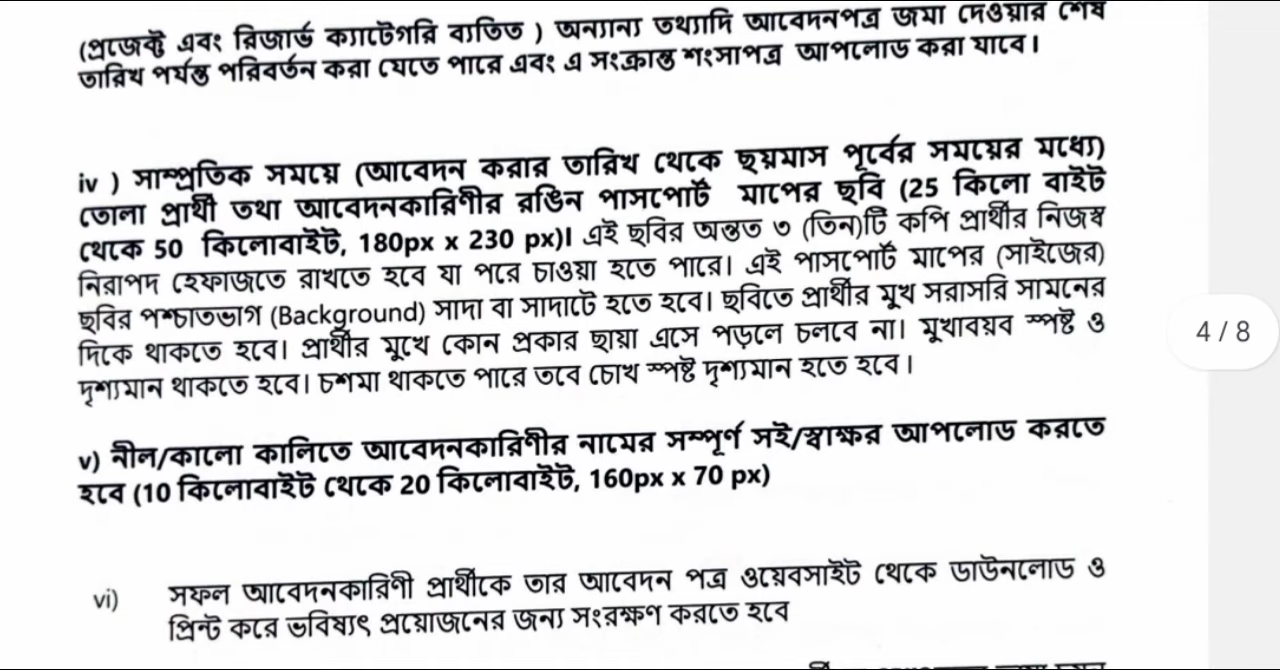 (প্রজেক্ট এবং রিজার্ভ ক্যাটেগরি ব্যতিত ) অন্যান্য তথ্যাদি আবেদনপত্র জমা দেওয়ার শেষ
তারিখ পর্যন্ত পরিবর্তন করা যেতে পারে এবং এ সংক্রান্ত শংসাপত্র আপলোড করা যাবে।
iv ) সাম্প্রতিক সময়ে (আবেদন করার তারিখ থেকে ছয়মাস পূর্বের সময়ের মধ্যে)
তোলা প্রার্থী তথা আবেদনকারিণীর রঙিন পাসপোর্ট মাপের ছবি (25 কিলো বাইট
থেকে 50 কিলোবাইট, 180px x 230 px)। এই ছবির অন্তত ৩ (তিন)টি কপি প্রার্থীর নিজস্ব
নিরাপদ হেফাজতে রাখতে হবে যা পরে চাওয়া হতে পারে। এই পাসপোর্ট মাপের (সাইজের)
ছবির পশ্চাতভাগ (Background) সাদা বা সাদাটে হতে হবে। ছবিতে প্রার্থীর মুখ সরাসরি সামনের
দিকে থাকতে হবে। প্রার্থীর মুখে কোন প্রকার ছায়া এসে পড়লে চলবে না। মুখাবয়ব স্পষ্ট ও
দৃশ্যমান থাকতে হবে। চশমা থাকতে পারে তবে চোখ স্পষ্ট দৃশ্যমান হতে হবে।
4 / 8
v) নীল/কালো কালিতে আবেদনকারিণীর নামের সম্পূর্ণ সই/স্বাক্ষর আপলোড করতে
হবে (10 কিলোবাইট থেকে 20 কিলোবাইট, 160px x 70 px)
vi) সফল আবেদনকারিণী প্রার্থীকে তার আবেদন পত্র ওয়েবসাইট থেকে ডাউনলোড ও
প্রিন্ট করে ভবিষ্যৎ প্রয়োজনের জন্য সংরক্ষণ করতে হবে